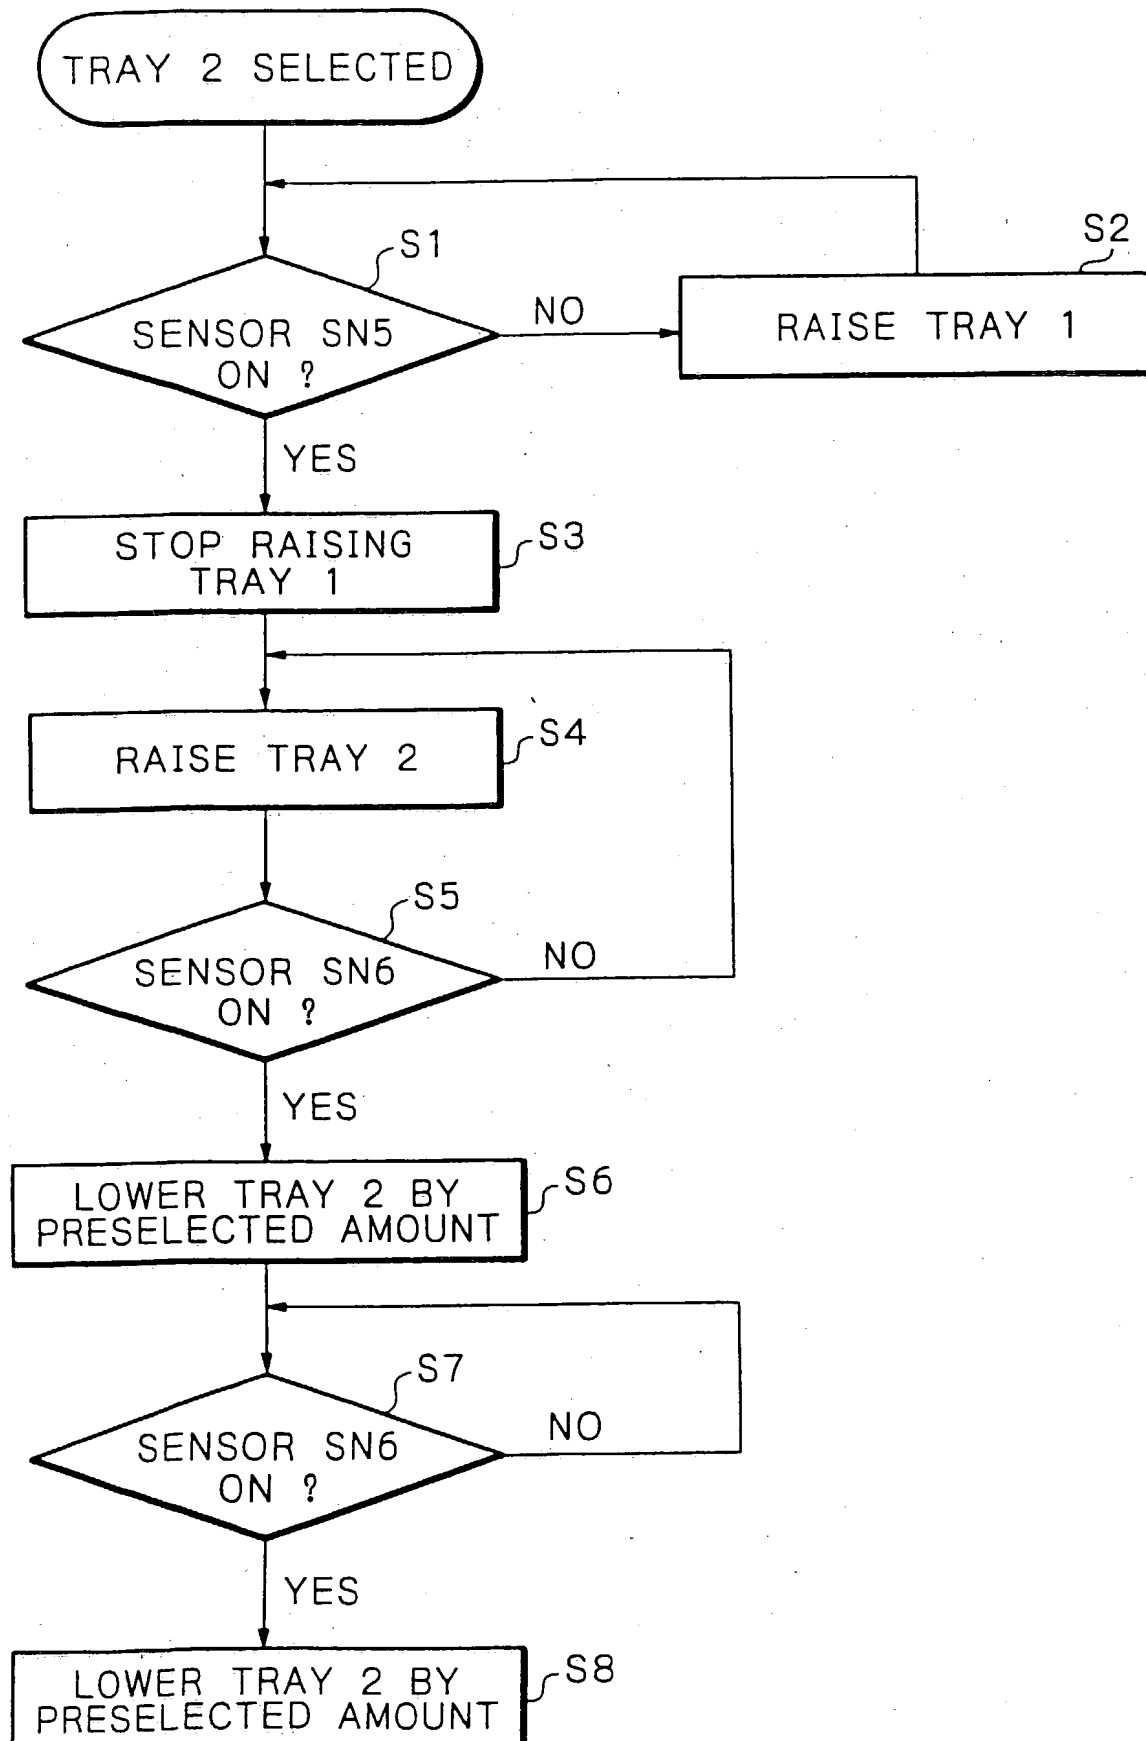 TRAY 2 SELECTED
S1
S2
SENSOR SN5
ON ?
NO
RAISE TRAY 1
YES
STOP RAISING
TRAY 1
S3
RAISE TRAY 2
S4
S5
SENSOR SN6
ON ?
NO
YES
LOWER TRAY 2 BY
PRESELECTED AMOUNT
S6
S7
SENSOR SN6
ON ?
NO
YES
LOWER TRAY 2 BY
PRESELECTED AMOUNT
S8